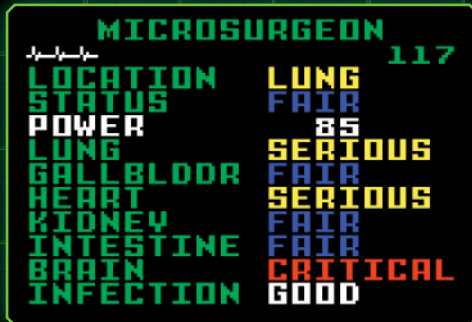 MICROSURGEON
117
LOCATION LUNG
STATUS FAIR
POWER 85
LUNG SERIOUS
GALLBLDDR FAIR
HEART SERIOUS
KIDNEY FAIR
INTESTINE FAIR
BRAIN CRITICAL
INFECTION GOOD